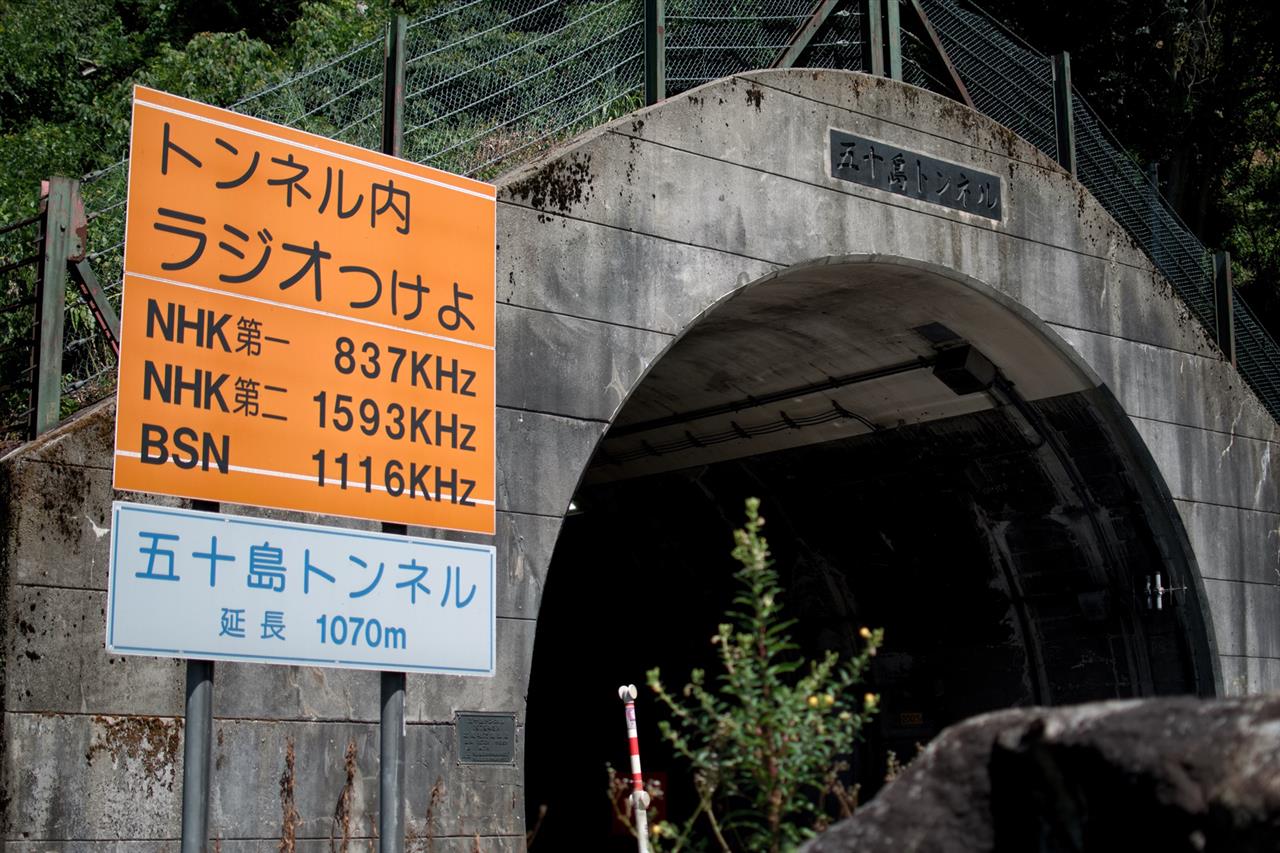 トンネル内
ラジオつけよ
NHK第一 837KHz
NHK第二 1593KHz
BSN 1116KHz
五十島トンネル
延長 1070m
五十島トンネル